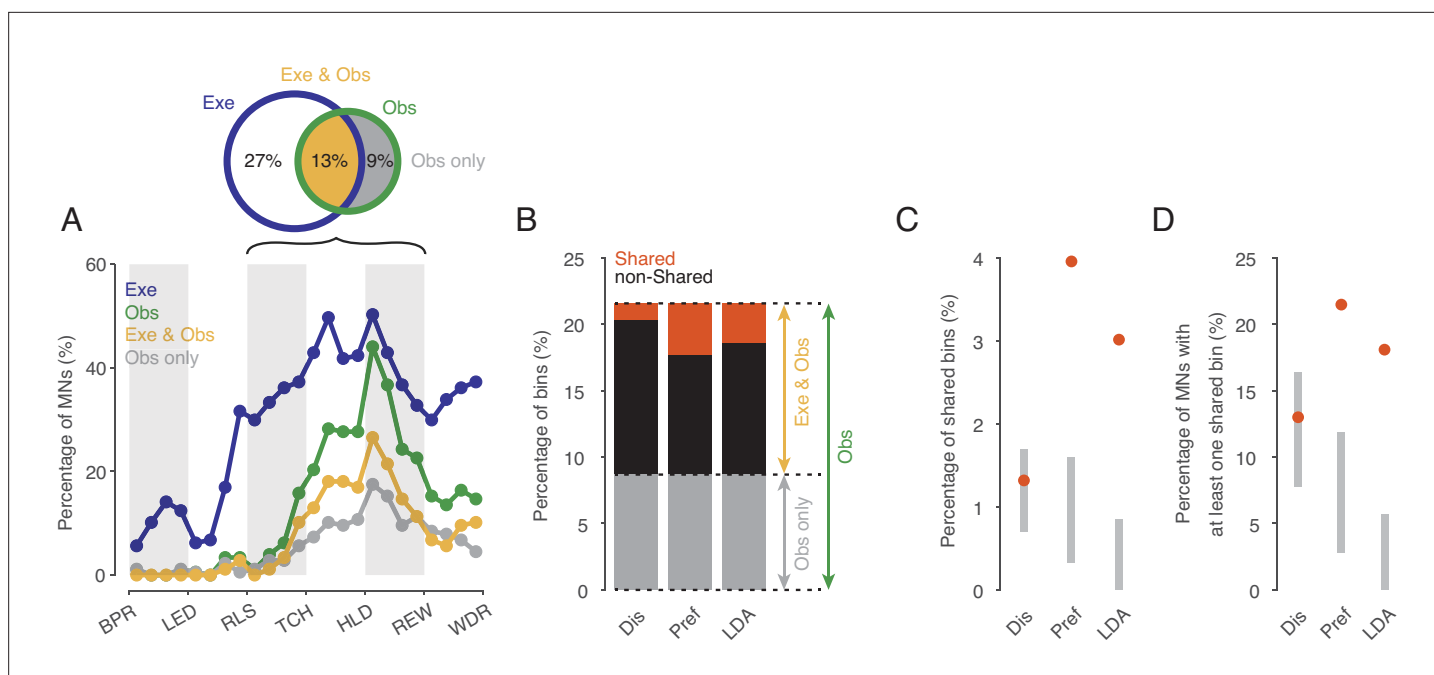 Exe & Obs
Exe
Obs
27%
13%
9%
Obs only
A
Percentage of MNs (%)
60
40
20
0
Exe
Obs
Exe & Obs
Obs only
BPR
LED
RLS
TCH
HLD
REW
WDR
B
Percentage of bins (%)
25
20
15
10
5
0
Shared
non-Shared
Exe & Obs
Obs only
Obs
Dis
Pref
LDA
C
Percentage of shared bins (%)
4
3
2
1
0
Dis
Pref
LDA
D
Percentage of MNs with
at least one shared bin (%)
25
20
15
10
5
0
Dis
Pref
LDA